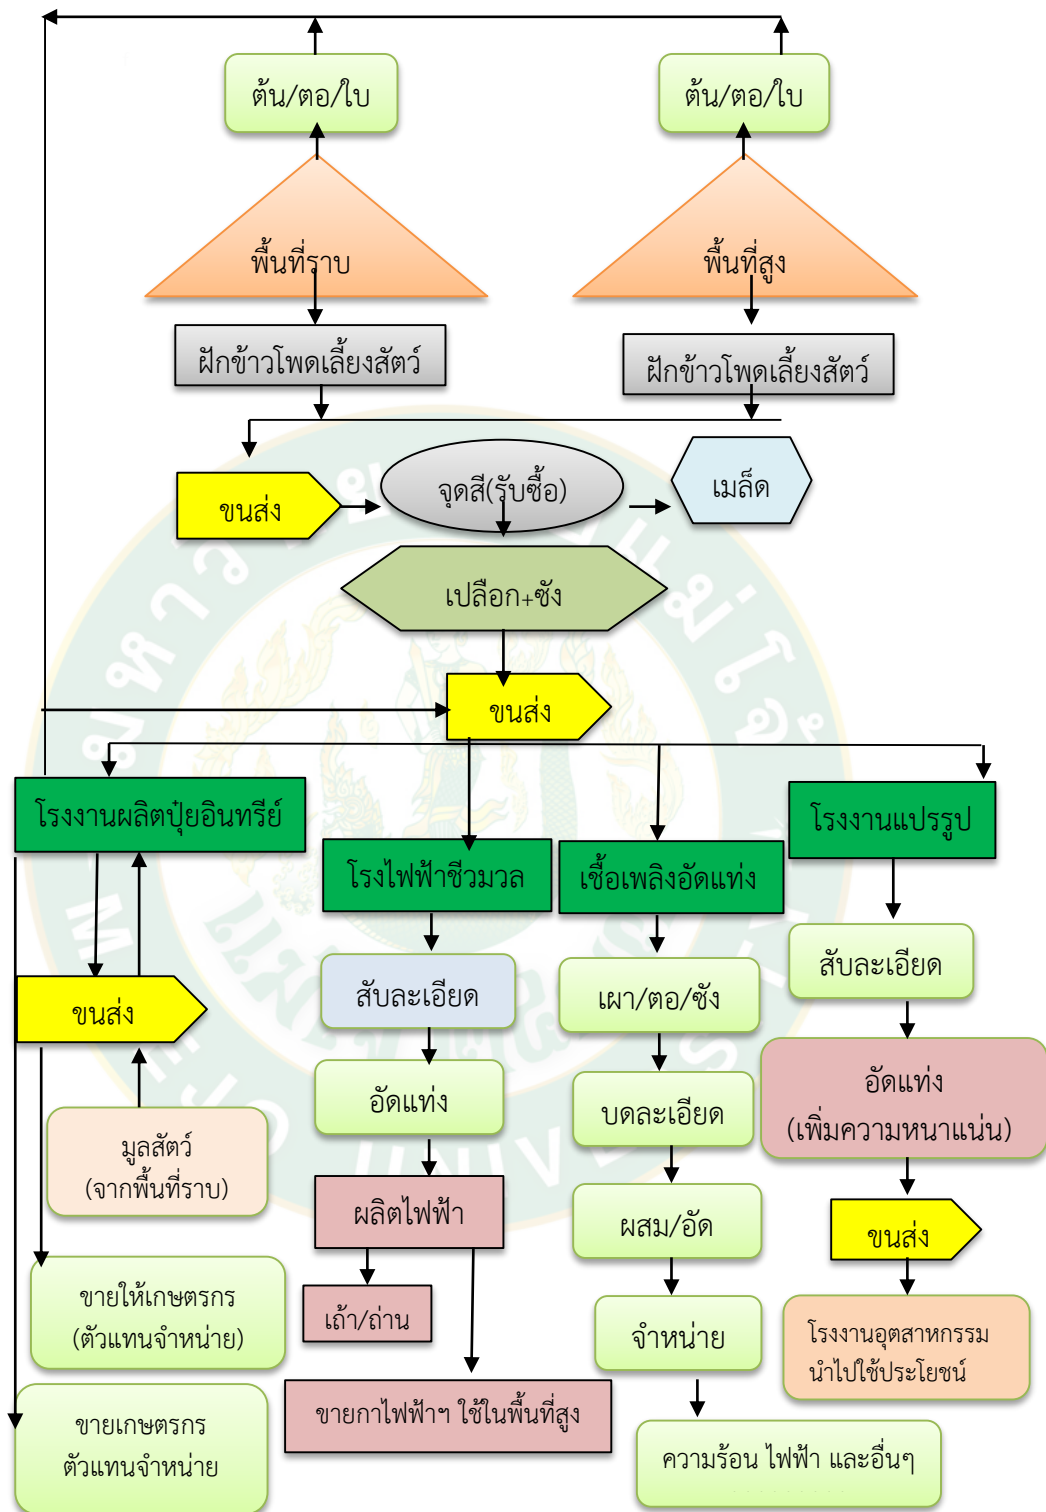 ต้น/ตอ/ใบ
ต้น/ตอ/ใบ
พื้นที่ราบ
พื้นที่สูง
ฝักข้าวโพดเลี้ยงสัตว์
ฝักข้าวโพดเลี้ยงสัตว์
ขนส่ง
จุดสี(รับซื้อ)
เมล็ด
เปลือก+ซัง
ขนส่ง
โรงงานผลิตปุ๋ยอินทรีย์
โรงไฟฟ้าชีวมวล
เชื้อเพลิงอัดแท่ง
โรงงานแปรรูป
ขนส่ง
สับละเอียด
เผา/ตอ/ซัง
สับละเอียด
มูลสัตว์
(จากพื้นที่ราบ)
อัดแท่ง
บดละเอียด
อัดแท่ง
(เพิ่มความหนาแน่น)
ผลิตไฟฟ้า
ผสม/อัด
ขนส่ง
ขายให้เกษตรกร
(ตัวแทนจำหน่าย)
เถ้า/ถ่าน
จำหน่าย
โรงงานอุตสาหกรรม
นำไปใช้ประโยชน์
ขายเกษตรกร
ตัวแทนจำหน่าย
ขายกาไฟฟ้าฯ ใช้ในพื้นที่สูง
ความร้อน ไฟฟ้า และอื่นๆ